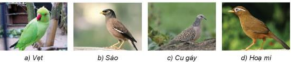 a) Vẹt
b) Sáo
c) Cu gáy
d) Hoạ mi